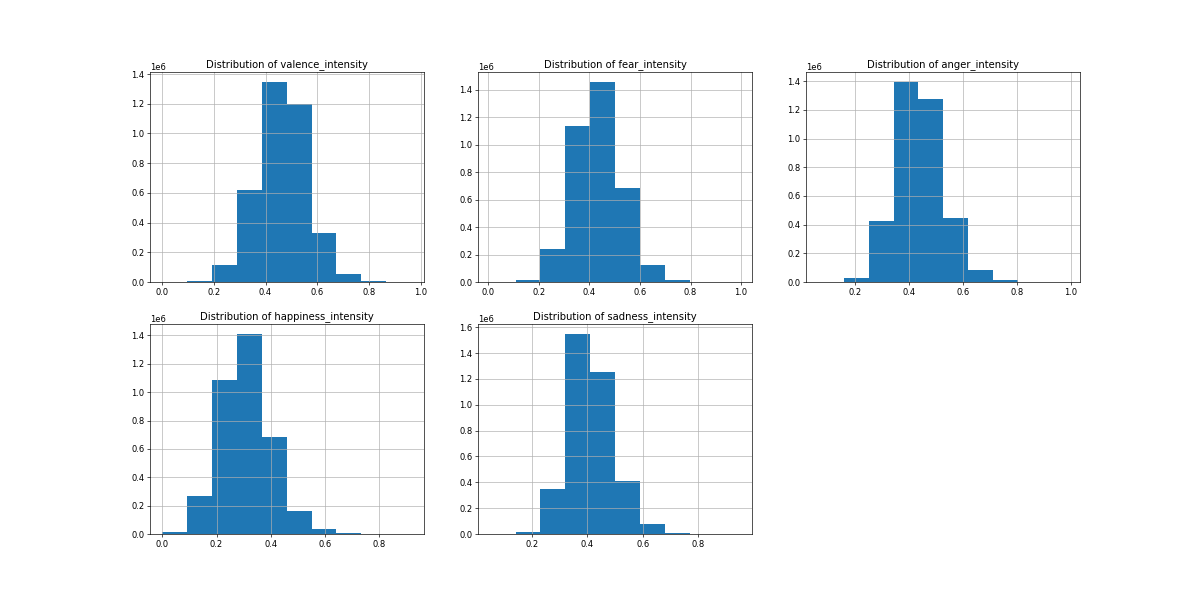 Distribution of valence_intensity
1e6
1.4
1.2
1.0
0.8
0.6
0.4
0.2
0.0
0.0 0.2 0.4 0.6 0.8 1.0
Distribution of fear_intensity
1e6
1.4
1.2
1.0
0.8
0.6
0.4
0.2
0.0
0.0 0.2 0.4 0.6 0.8 1.0
Distribution of anger_intensity
1e6
1.4
1.2
1.0
0.8
0.6
0.4
0.2
0.0
0.2 0.4 0.6 0.8 1.0
Distribution of happiness_intensity
1e6
1.4
1.2
1.0
0.8
0.6
0.4
0.2
0.0
0.0 0.2 0.4 0.6 0.8
Distribution of sadness_intensity
1e6
1.6
1.4
1.2
1.0
0.8
0.6
0.4
0.2
0.0
0.2 0.4 0.6 0.8